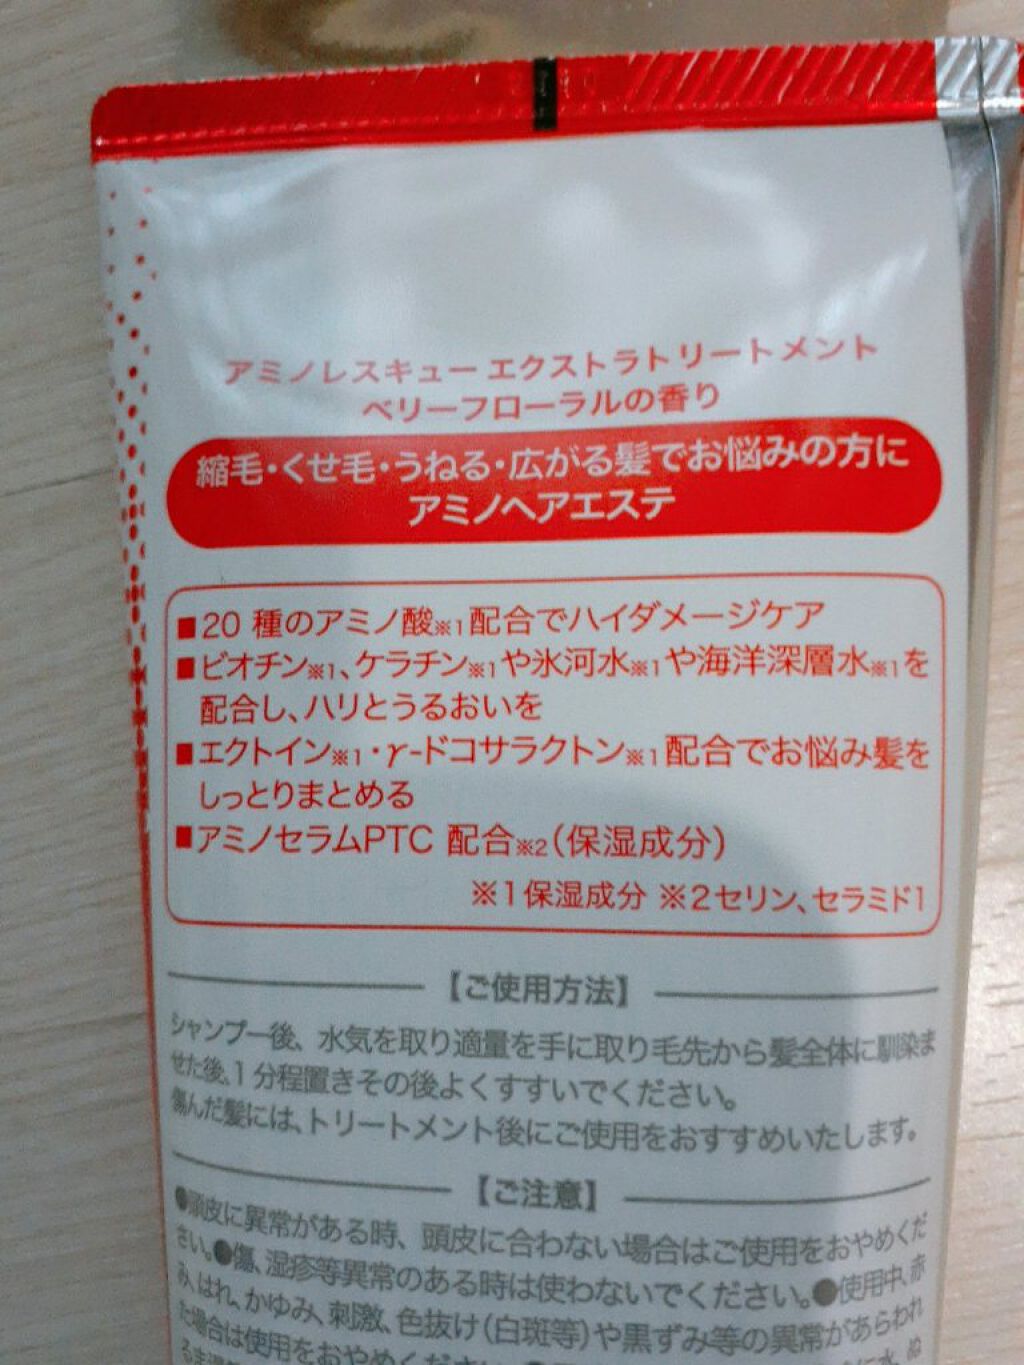 アミノレスキュー エクストラトリートメント
ベリーフローラルの香り
縮毛・くせ毛・うねる・広がる髪でお悩みの方に
アミノヘアエステ
■20 種のアミノ酸※1配合でハイダメージケア
■ビオチン※1、ケラチン※1や氷河水※1や海洋深層水※1を
配合し、ハリとうるおいを
■エクトイン※1・γ-ドコサラクトン※1配合でお悩み髪を
しっとりまとめる
■アミノセラムPTC 配合※2(保湿成分)
※1保湿成分 ※2セリン、セラミド1
【ご使用方法】
シャンプー後、水気を取り適量を手に取り毛先から髪全体に馴染ま
せた後、1分程置きその後よくすすいでください。
傷んだ髪には、トリートメント後にご使用をおすすめいたします。
【ご注意】
●頭皮に異常がある時、頭皮に合わない場合はご使用をおやめくだ
さい。●傷、湿疹等異常のある時は使わないでください。●使用中、赤
み、はれ、かゆみ、刺激、色抜け(白斑等)や黒ずみ等の異常があらわれ
た場合は使用をおやめください。